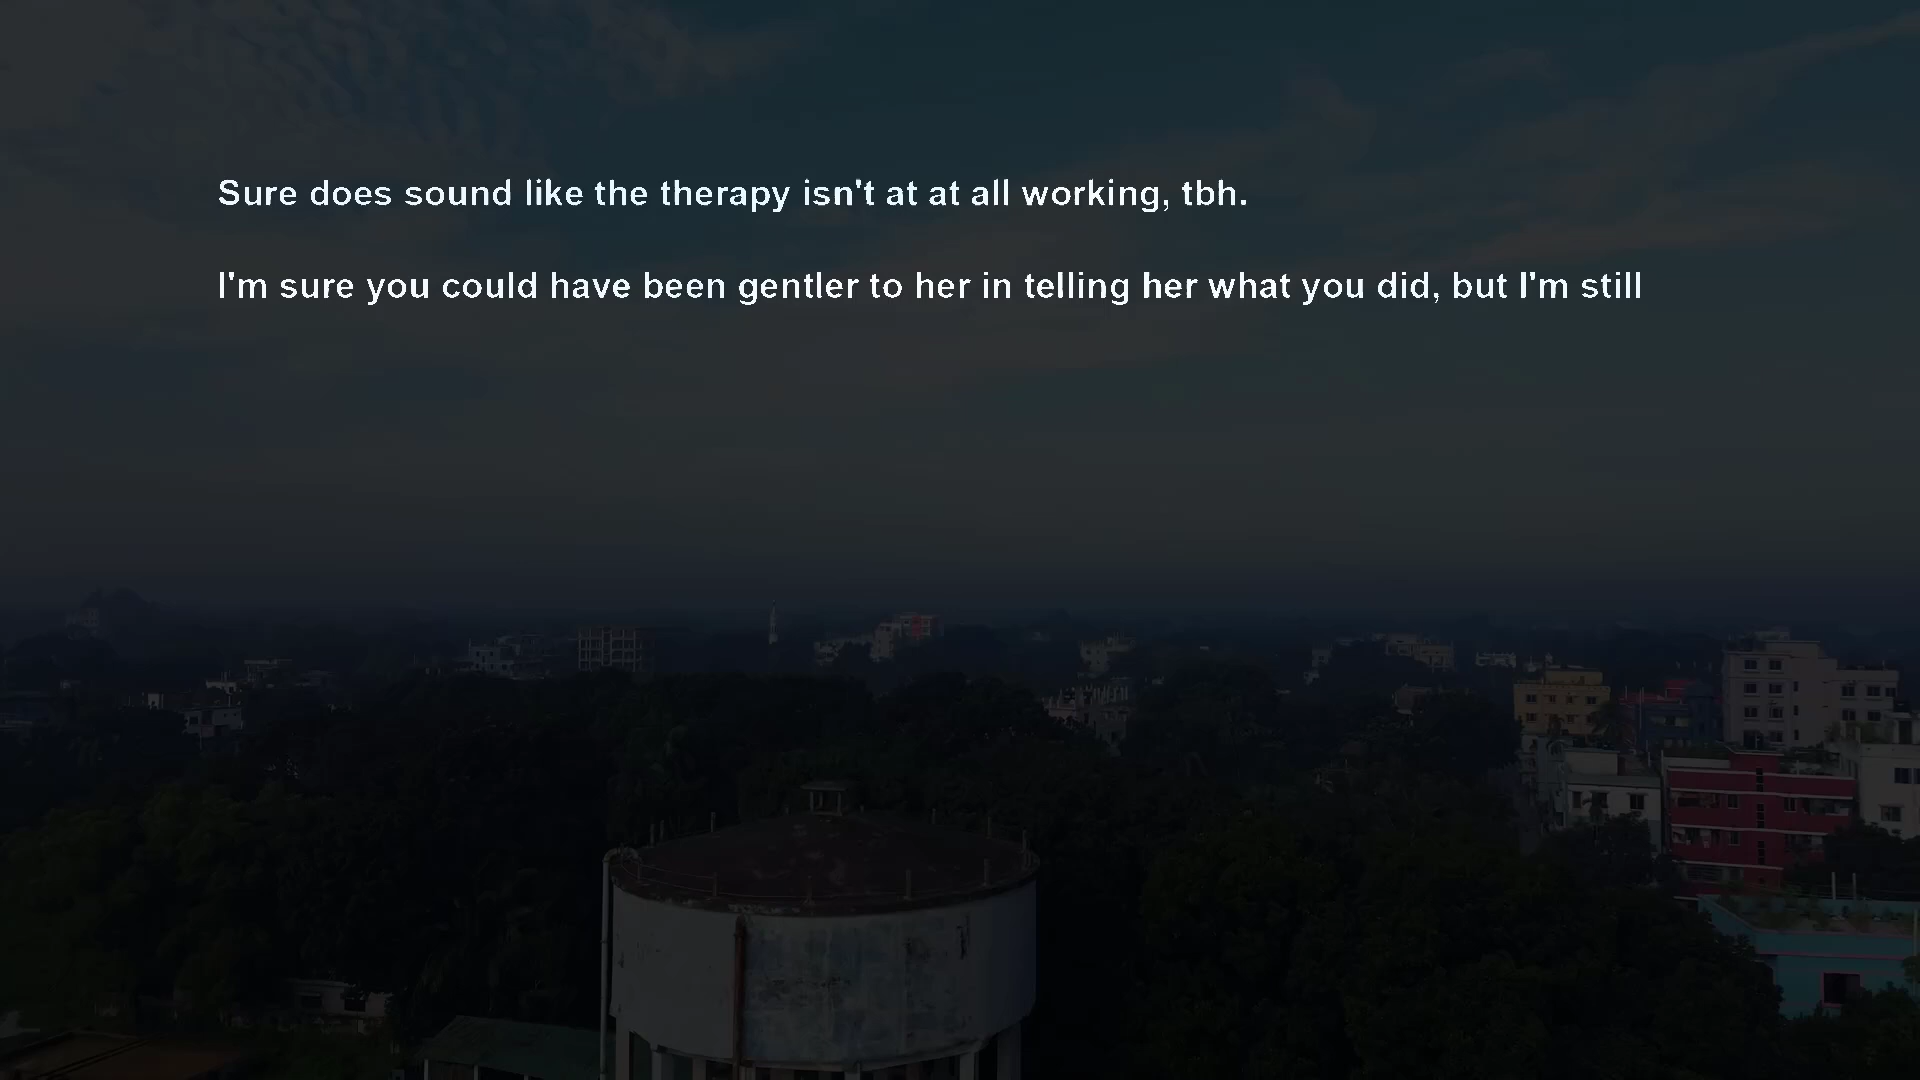 Sure does sound like the therapy isn't at at all working, tbh.
I'm sure you could have been gentler to her in telling her what you did, but I'm still